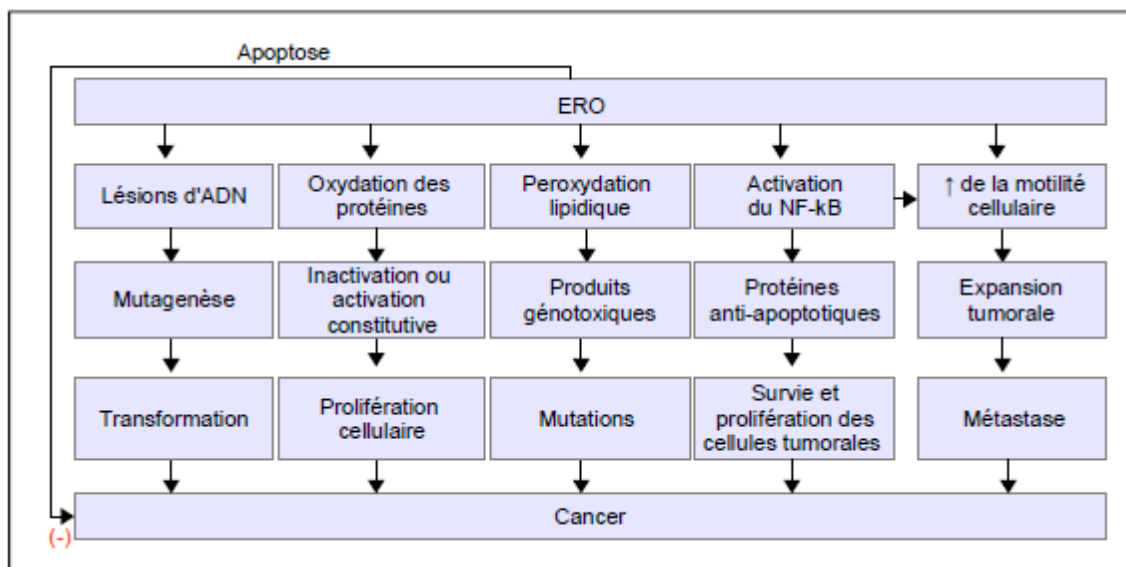 Apoptose
ERO
Lésions d'ADN
Oxydation des
protéines
Peroxydation
lipidique
Activation
du NF-kB
↑ de la motilité
cellulaire
Mutagenèse
Inactivation ou
activation
constitutive
Produits
génotoxiques
Protéines
anti-apoptotiques
Expansion
tumorale
Transformation
Prolifération
cellulaire
Mutations
Survie et
prolifération des
cellules tumorales
Métastase
Cancer
(-)